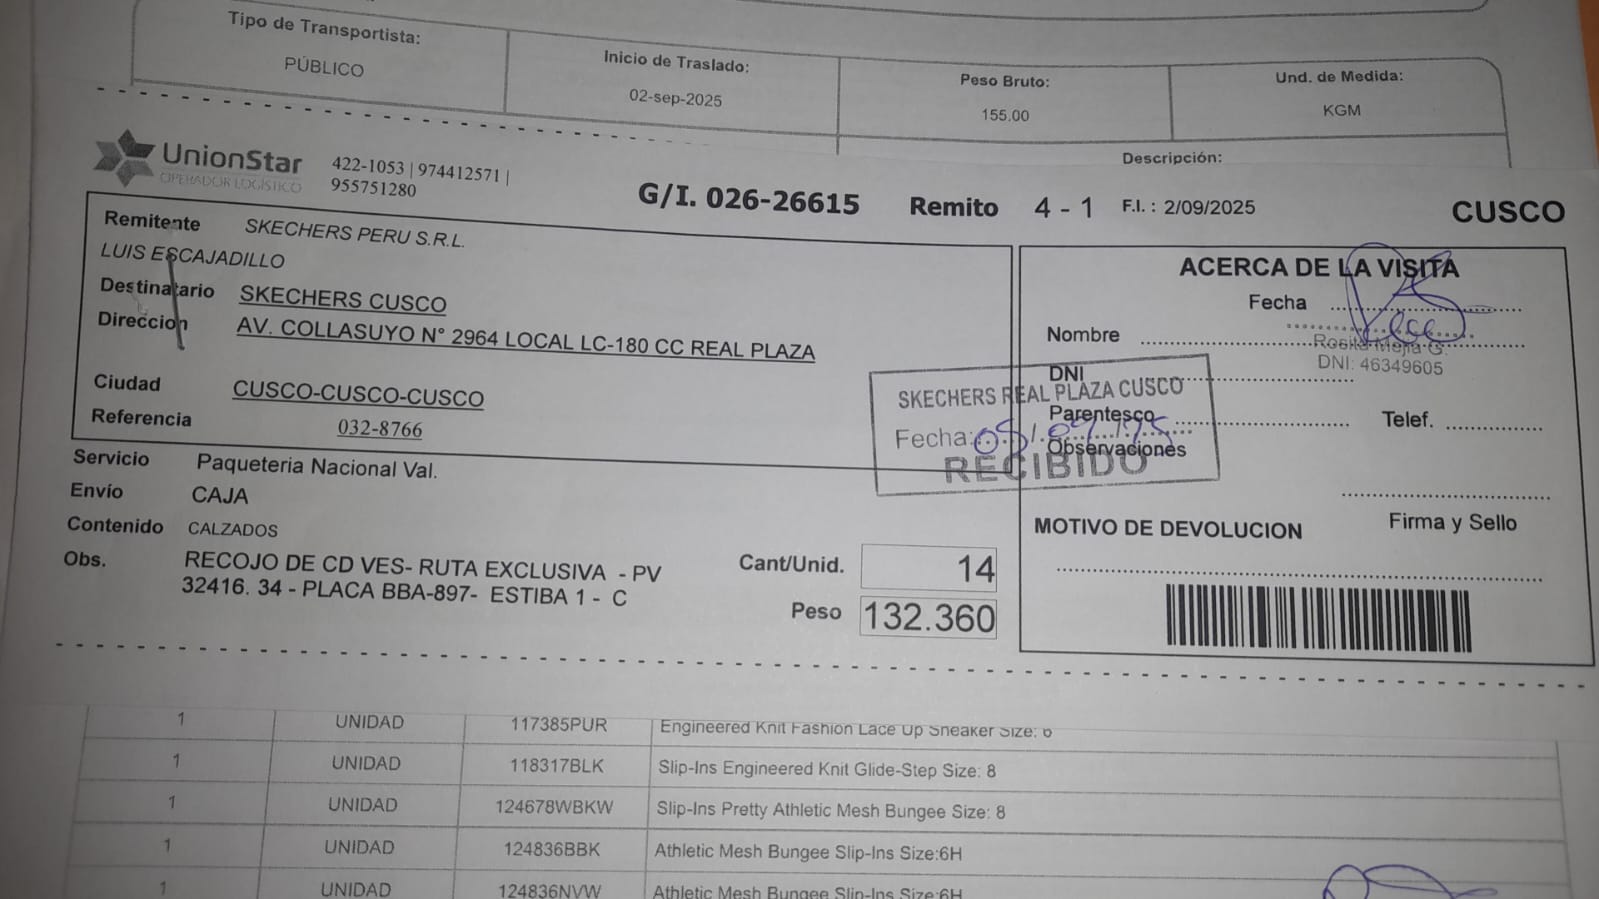 Tipo de Transportista:
PÚBLICO
Inicio de Traslado:
02-sep-2025
Peso Bruto:
155.00
Und. de Medida:
KGM
Descripción:
UnionStar
OPERADOR LOGÍSTICO
422-1053 | 974412571 |
955751280
G/I. 026-26615 Remito 4 - 1 F.I. : 2/09/2025 CUSCO
Remitente SKECHERS PERU S.R.L.
LUIS ESCAJADILLO
Destinatario SKECHERS CUSCO
Direccion AV. COLLASUYO N° 2964 LOCAL LC-180 CC REAL PLAZA
Ciudad CUSCO-CUSCO-CUSCO
Referencia 032-8766
Servicio Paqueteria Nacional Val.
Envío CAJA
Contenido CALZADOS
Obs. RECOJO DE CD VES- RUTA EXCLUSIVA - PV
32416. 34 - PLACA BBA-897- ESTIBA 1 - C
Cant/Unid. 14
Peso 132.360
ACERCA DE LA VISITA
Fecha
Nombre
Rosita Mejia G.
DNI: 46349605
DNI
SKECHERS REAL PLAZA CUSCO
Parentesco
Telef.
Fecha:
Observaciones
RECIBIDO
Firma y Sello
MOTIVO DE DEVOLUCION
1 UNIDAD 117385PUR Engineered Knit Fashion Lace Up Sneaker Size: 6
1 UNIDAD 118317BLK Slip-Ins Engineered Knit Glide-Step Size: 8
1 UNIDAD 124678WBKW Slip-Ins Pretty Athletic Mesh Bungee Size: 8
1 UNIDAD 124836BBK Athletic Mesh Bungee Slip-Ins Size:6H
1 UNIDAD 124836NVW Athletic Mesh Bungee Slip-Ins Size:6H